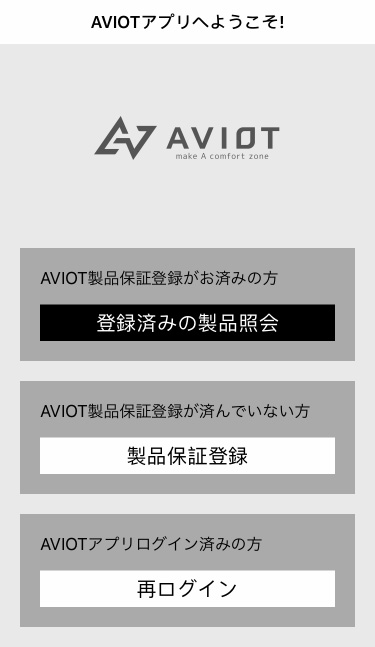 AVIOTアプリへようこそ!
AVIOT
make A comfort zone
AVIOT製品保証登録がお済みの方
登録済みの製品照会
AVIOT製品保証登録が済んでいない方
製品保証登録
AVIOTアプリログイン済みの方
再ログイン